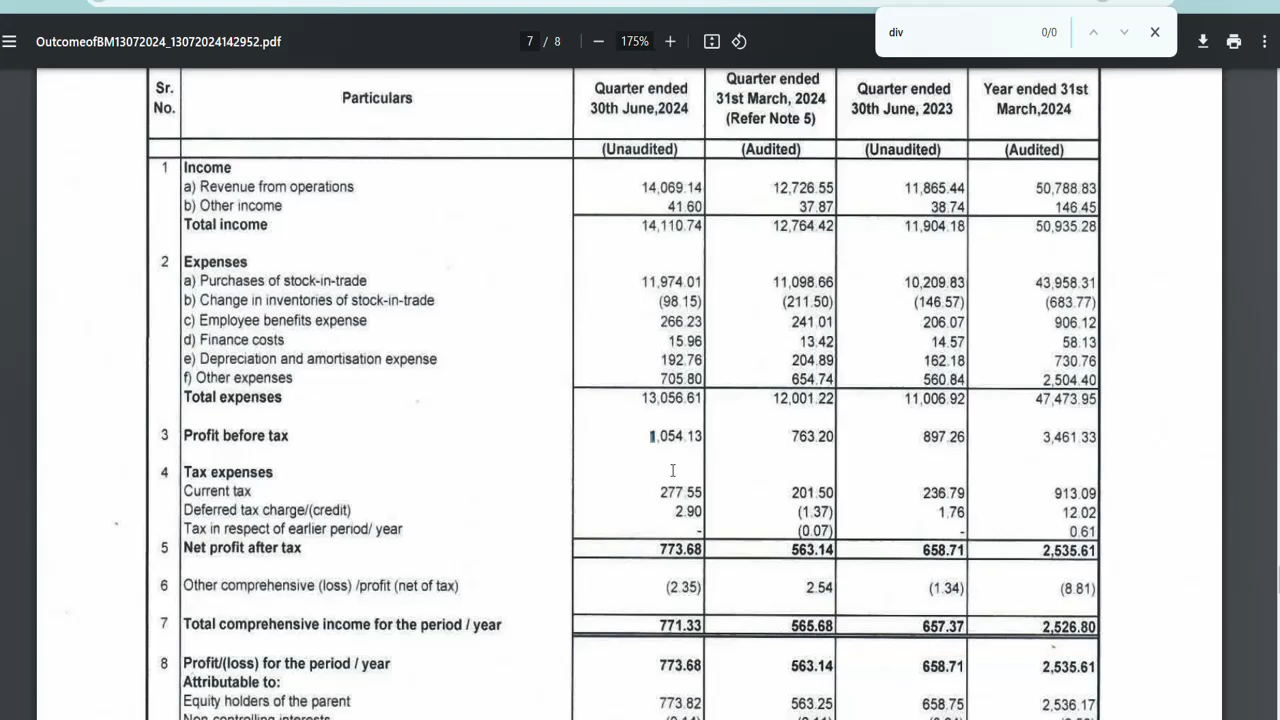 OutcomeofBM13072024_13072024142952.pdf 7 / 8 175% div 0/0
Sr. No. Particulars Quarter ended 30th June,2024 Quarter ended 31st March, 2024 (Refer Note 5) Quarter ended 30th June, 2023 Year ended 31st March,2024
(Unaudited) (Audited) (Unaudited) (Audited)
1 Income
a) Revenue from operations 14,069.14 12,726.55 11,865.44 50,788.83
b) Other income 41.60 37.87 38.74 146.45
Total income 14,110.74 12,764.42 11,904.18 50,935.28
2 Expenses
a) Purchases of stock-in-trade 11,974.01 11,098.66 10,209.83 43,958.31
b) Change in inventories of stock-in-trade (98.15) (211.50) (146.57) (683.77)
c) Employee benefits expense 266.23 241.01 206.07 906.12
d) Finance costs 15.96 13.42 14.57 58.13
e) Depreciation and amortisation expense 192.76 204.89 162.18 730.76
f) Other expenses 705.80 654.74 560.84 2,504.40
Total expenses 13,056.61 12,001.22 11,006.92 47,473.95
3 Profit before tax 1,054.13 763.20 897.26 3,461.33
4 Tax expenses
Current tax 277.55 201.50 236.79 913.09
Deferred tax charge/(credit) 2.90 (1.37) 1.76 12.02
Tax in respect of earlier period/ year - (0.07) - 0.61
5 Net profit after tax 773.68 563.14 658.71 2,535.61
6 Other comprehensive (loss) /profit (net of tax) (2.35) 2.54 (1.34) (8.81)
7 Total comprehensive income for the period / year 771.33 565.68 657.37 2,526.80
8 Profit/(loss) for the period / year 773.68 563.14 658.71 2,535.61
Attributable to:
Equity holders of the parent 773.82 563.25 658.75 2,536.17
Non-controlling interests